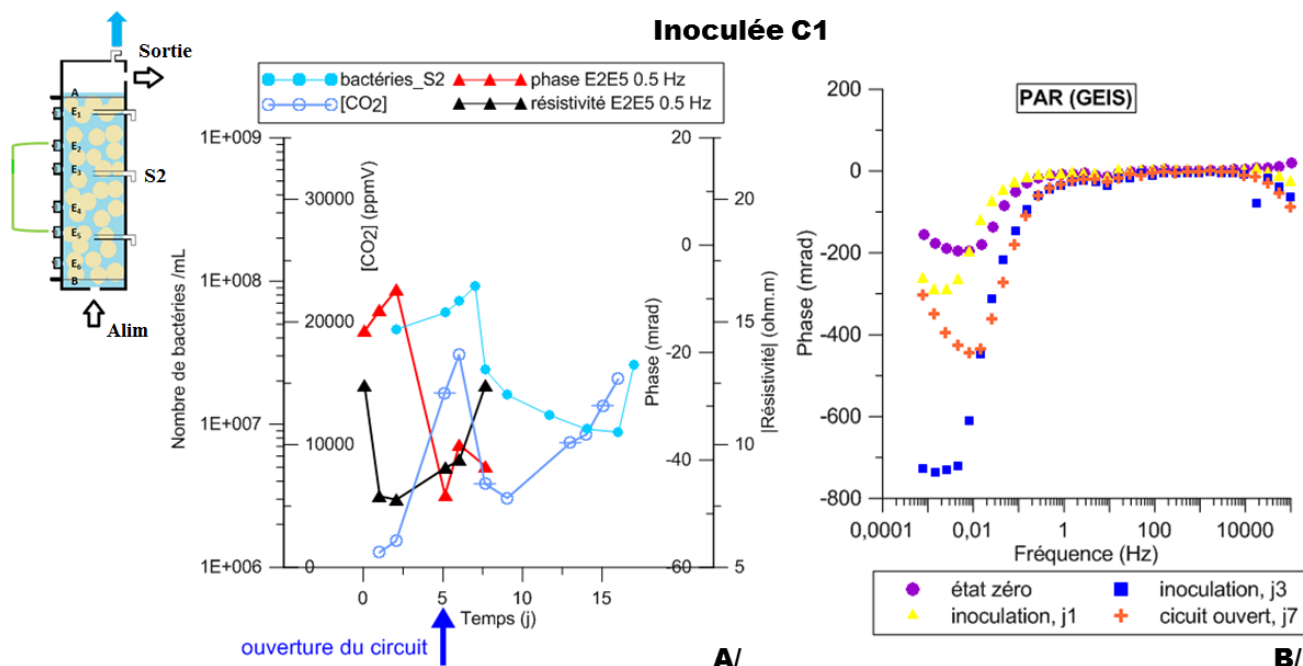 Inoculée C1
Sortie
A
E1
E2
E3
S2
E4
E5
E6
B
Alim
bactéries_S2
phase E2E5 0.5 Hz
[CO2]
résistivité E2E5 0.5 Hz
1E+009
1E+008
1E+007
1E+006
Nombre de bactéries /mL
30000
20000
10000
0
[CO2] (ppmV)
20
0
-20
-40
-60
Phase (mrad)
20
15
10
5
|Résistivité| (ohm.m)
0 5 10 15
Temps (j)
ouverture du circuit
A/
PAR (GEIS)
200
0
-200
-400
-600
-800
Phase (mrad)
0,0001 0,01 1 100 10000
Fréquence (Hz)
état zéro
inoculation, j3
inoculation, j1
cicuit ouvert, j7
B/